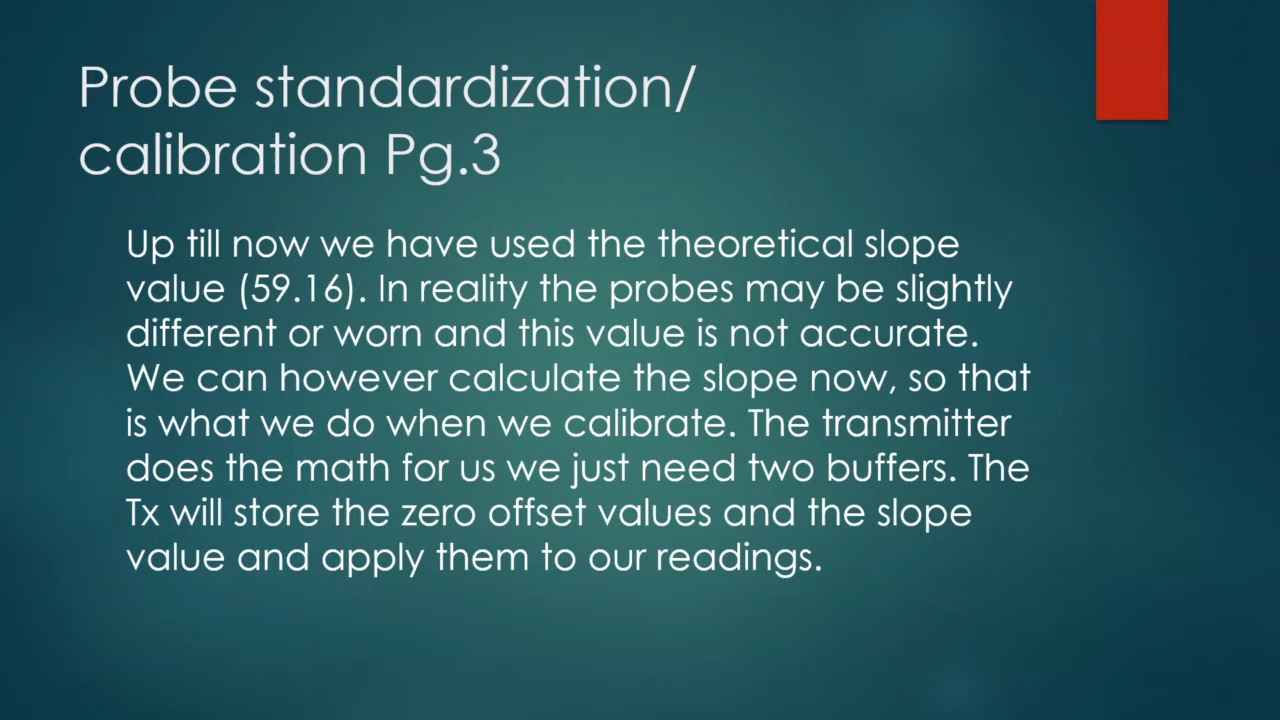 Probe standardization/
calibration Pg.3
Up till now we have used the theoretical slope
value (59.16). In reality the probes may be slightly
different or worn and this value is not accurate.
We can however calculate the slope now, so that
is what we do when we calibrate. The transmitter
does the math for us we just need two buffers. The
Tx will store the zero offset values and the slope
value and apply them to our readings.